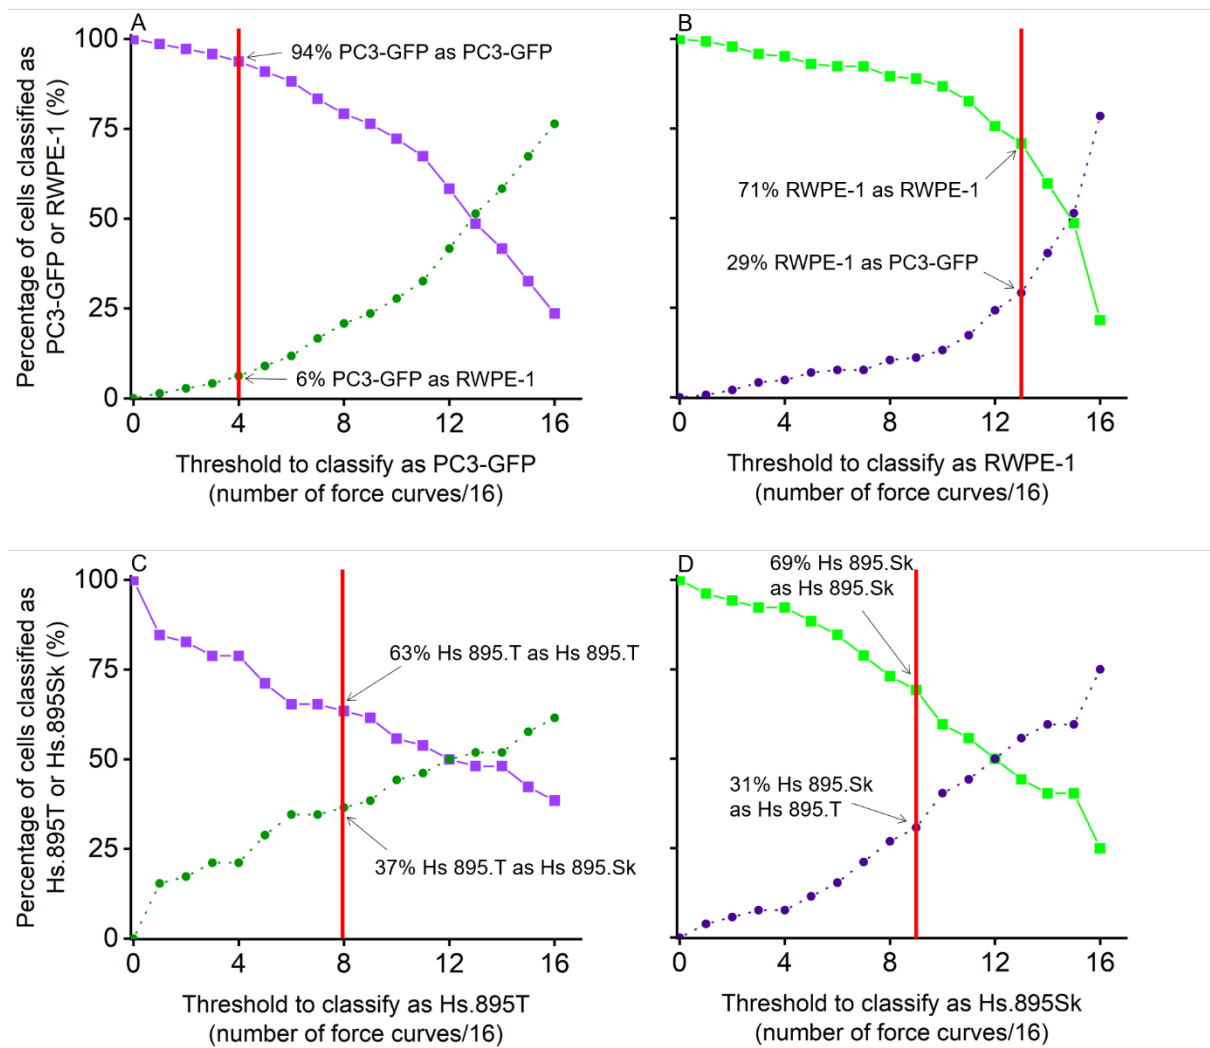 A
100
75
50
25
0
0 4 8 12 16
Percentage of cells classified as
PC3-GFP or RWPE-1 (%)
94% PC3-GFP as PC3-GFP
6% PC3-GFP as RWPE-1
Threshold to classify as PC3-GFP
(number of force curves/16)
B
71% RWPE-1 as RWPE-1
29% RWPE-1 as PC3-GFP
0 4 8 12 16
Threshold to classify as RWPE-1
(number of force curves/16)
C
100
75
50
25
0
0 4 8 12 16
Percentage of cells classified as
Hs.895T or Hs.895Sk (%)
63% Hs 895.T as Hs 895.T
37% Hs 895.T as Hs 895.Sk
Threshold to classify as Hs.895T
(number of force curves/16)
D
69% Hs 895.Sk
as Hs 895.Sk
31% Hs 895.Sk
as Hs 895.T
0 4 8 12 16
Threshold to classify as Hs.895Sk
(number of force curves/16)